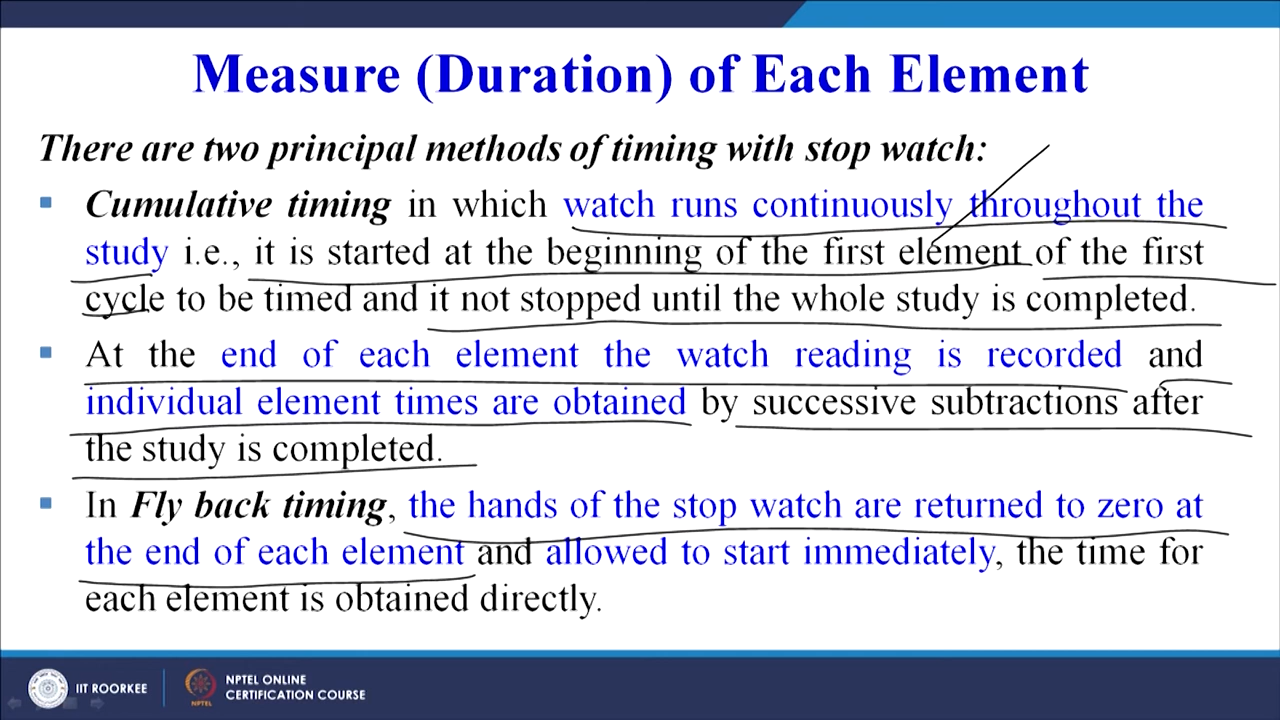 Measure (Duration) of Each Element
There are two principal methods of timing with stop watch:
▪ Cumulative timing in which watch runs continuously throughout the
study i.e., it is started at the beginning of the first element of the first
cycle to be timed and it not stopped until the whole study is completed.
▪ At the end of each element the watch reading is recorded and
individual element times are obtained by successive subtractions after
the study is completed.
▪ In Fly back timing, the hands of the stop watch are returned to zero at
the end of each element and allowed to start immediately, the time for
each element is obtained directly.
IIT ROORKEE
NPTEL
NPTEL ONLINE
CERTIFICATION COURSE